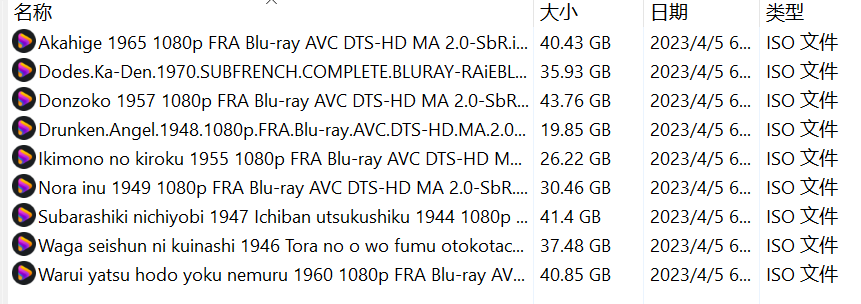 名称 大小 日期 类型
Akahige 1965 1080p FRA Blu-ray AVC DTS-HD MA 2.0-SbR.i... 40.43 GB 2023/4/5 6... ISO 文件
Dodes.Ka-Den.1970.SUBFRENCH.COMPLETE.BLURAY-RAiEBL... 35.93 GB 2023/4/5 6... ISO 文件
Donzoko 1957 1080p FRA Blu-ray AVC DTS-HD MA 2.0-SbR... 43.76 GB 2023/4/5 6... ISO 文件
Drunken.Angel.1948.1080p.FRA.Blu-ray.AVC.DTS-HD.MA.2.0... 19.85 GB 2023/4/5 6... ISO 文件
Ikimono no kiroku 1955 1080p FRA Blu-ray AVC DTS-HD M... 26.22 GB 2023/4/5 6... ISO 文件
Nora inu 1949 1080p FRA Blu-ray AVC DTS-HD MA 2.0-SbR.... 30.46 GB 2023/4/5 6... ISO 文件
Subarashiki nichiyobi 1947 Ichiban utsukushiku 1944 1080p ... 41.4 GB 2023/4/5 6... ISO 文件
Waga seishun ni kuinashi 1946 Tora no o wo fumu otokotac... 37.48 GB 2023/4/5 6... ISO 文件
Warui yatsu hodo yoku nemuru 1960 1080p FRA Blu-ray AV... 40.85 GB 2023/4/5 6... ISO 文件